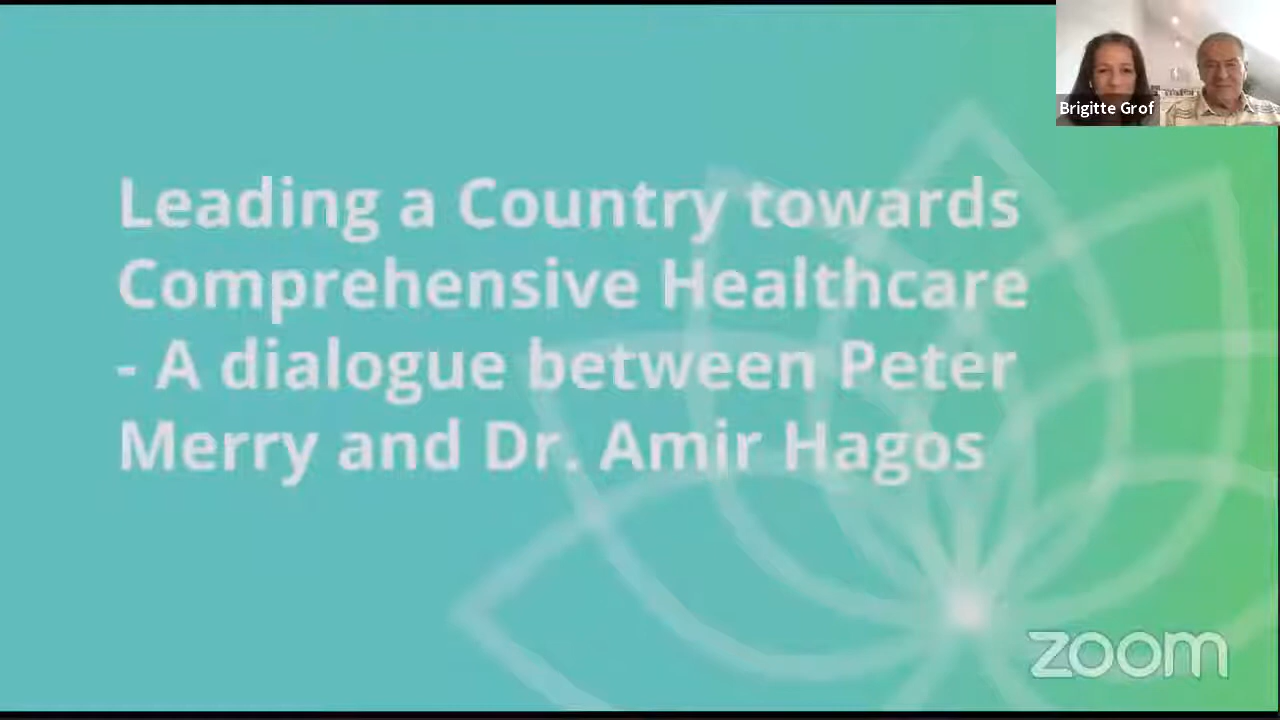 Brigitte Grof
Leading a Country towards
Comprehensive Healthcare
- A dialogue between Peter
Merry and Dr. Amir Hagos
zoom